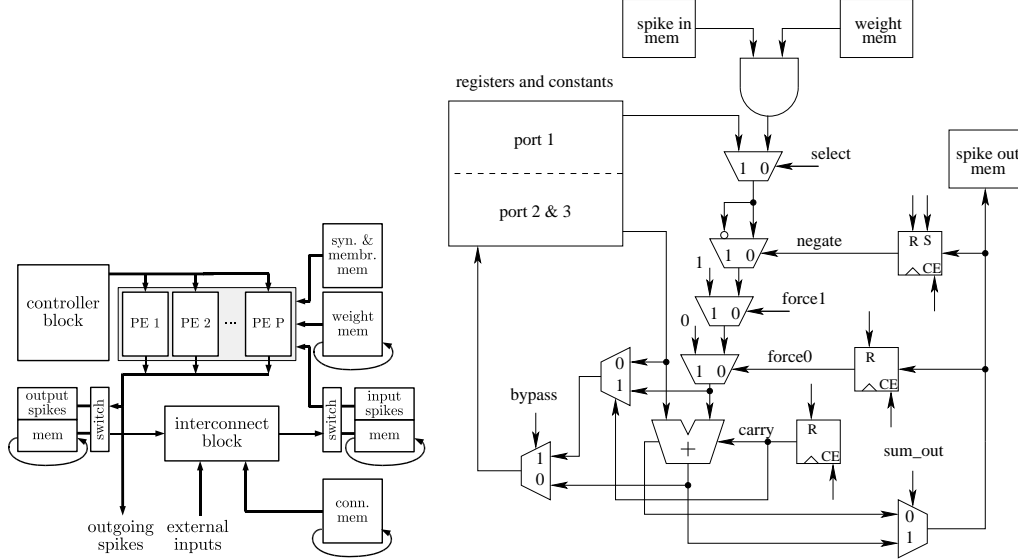 syn. &
membr.
mem
controller
block
PE 1
PE 2
...
PE P
weight
mem
output
spikes
mem
switch
interconnect
block
switch
input
spikes
mem
conn.
mem
outgoing
spikes
external
inputs
spike in
mem
weight
mem
registers and constants
port 1
port 2 & 3
select
1 0
spike out
mem
negate
1 0
R S
CE
1
force1
1 0
0
force0
1 0
R
CE
0
1
bypass
carry
+
R
CE
1
0
sum_out
0
1